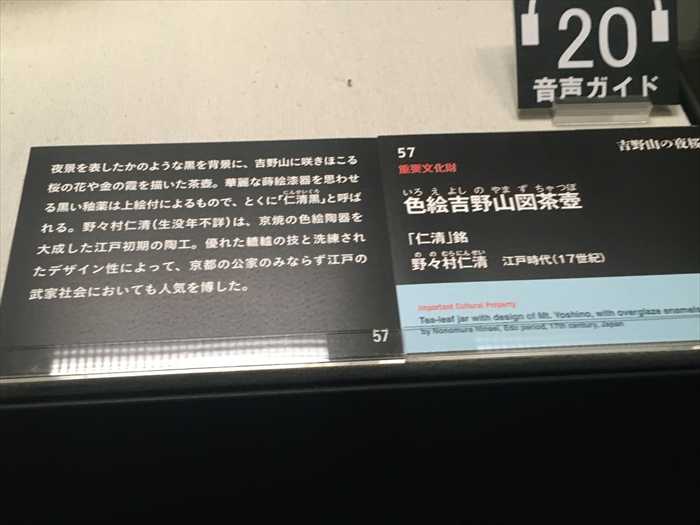 20
音声ガイド
夜景を表したかのような黒を背景に、吉野山に咲きほこる
桜の花や金の霞を描いた茶壺。華麗な蒔絵漆器を思わせ
る黒い釉薬は上絵付によるもので、とくに「仁清黒」と呼ば
にんせいぐろ
れる。野々村仁清（生没年不詳）は、京焼の色絵陶器を
大成した江戸初期の陶工。優れた轆轤の技と洗練され
たデザイン性によって、京都の公家のみならず江戸の
武家社会においても人気を博した。
57
57
吉野山の夜桜
重要文化財
いろえよしのやまずちゃつぼ
色絵吉野山図茶壺
「仁清」銘
ののむらにんせい
野々村仁清 江戸時代（17世紀）
Important Cultural Property
Tea-leaf jar with design of Mt. Yoshino, with overglaze enamels
by Nonomura Ninsei, Edo period, 17th century, Japan